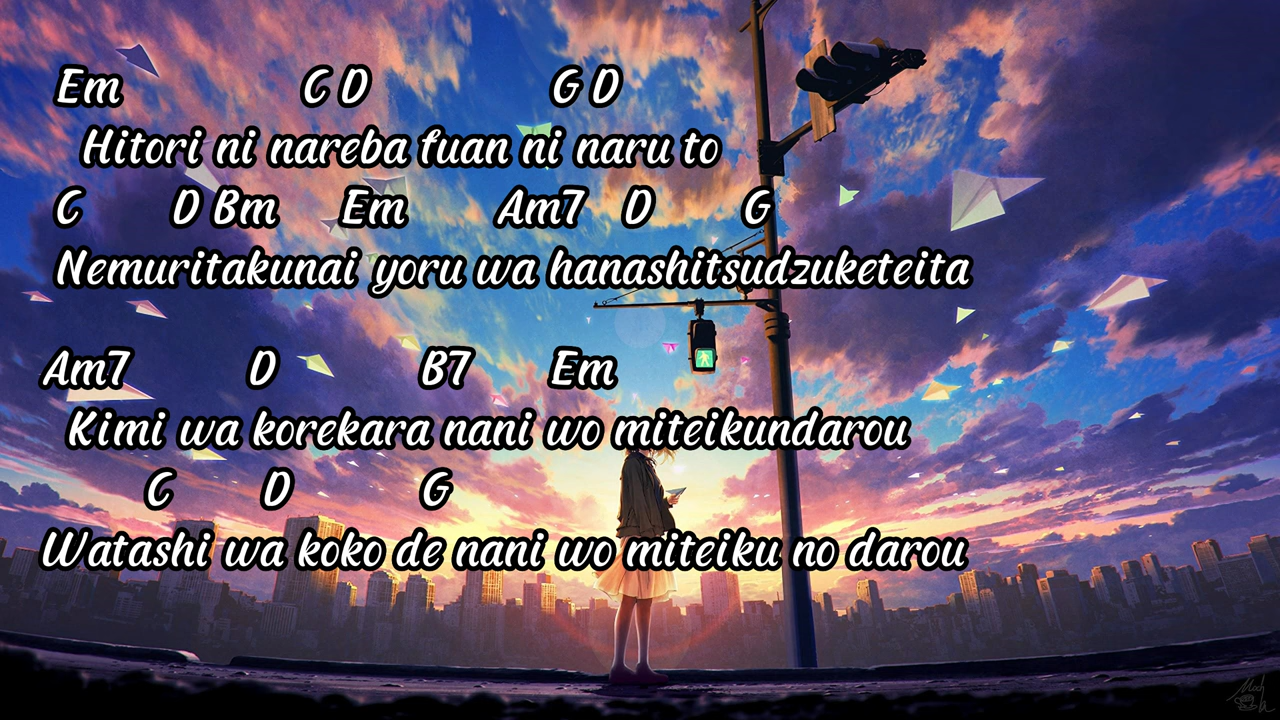 Em C D G D
Hitori ni nareba fuan ni naru to
C D Bm Em Am7 D G
Nemuritakunai yoru wa hanashitsudzuketeita
Am7 D B7 Em
Kimi wa korekara nani wo miteikundarou
C D G
Watashi wa koko de nani wo miteiku no darou